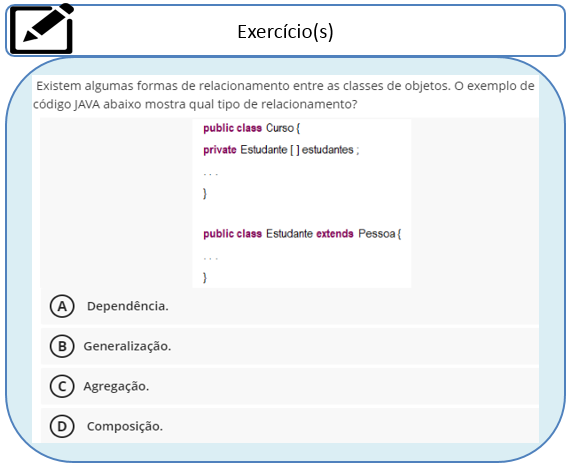 Exercício(s)
Existem algumas formas de relacionamento entre as classes de objetos. O exemplo de
código JAVA abaixo mostra qual tipo de relacionamento?
public class Curso {
private Estudante [ ] estudantes ;
. . .
}
public class Estudante extends Pessoa {
. . .
}
A Dependência.
B Generalização.
C Agregação.
D Composição.